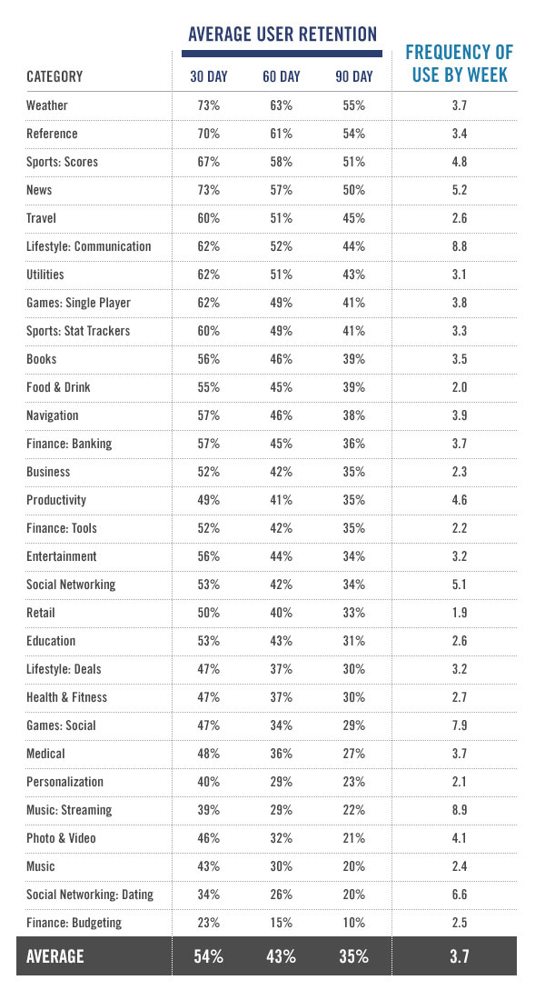 AVERAGE USER RETENTION
FREQUENCY OF
USE BY WEEK
CATEGORY 30 DAY 60 DAY 90 DAY
Weather 73% 63% 55% 3.7
Reference 70% 61% 54% 3.4
Sports: Scores 67% 58% 51% 4.8
News 73% 57% 50% 5.2
Travel 60% 51% 45% 2.6
Lifestyle: Communication 62% 52% 44% 8.8
Utilities 62% 51% 43% 3.1
Games: Single Player 62% 49% 41% 3.8
Sports: Stat Trackers 60% 49% 41% 3.3
Books 56% 46% 39% 3.5
Food & Drink 55% 45% 39% 2.0
Navigation 57% 46% 38% 3.9
Finance: Banking 57% 45% 36% 3.7
Business 52% 42% 35% 2.3
Productivity 49% 41% 35% 4.6
Finance: Tools 52% 42% 35% 2.2
Entertainment 56% 44% 34% 3.2
Social Networking 53% 42% 34% 5.1
Retail 50% 40% 33% 1.9
Education 53% 43% 31% 2.6
Lifestyle: Deals 47% 37% 30% 3.2
Health & Fitness 47% 37% 30% 2.7
Games: Social 47% 34% 29% 7.9
Medical 48% 36% 27% 3.7
Personalization 40% 29% 23% 2.1
Music: Streaming 39% 29% 22% 8.9
Photo & Video 46% 32% 21% 4.1
Music 43% 30% 20% 2.4
Social Networking: Dating 34% 26% 20% 6.6
Finance: Budgeting 23% 15% 10% 2.5
AVERAGE 54% 43% 35% 3.7